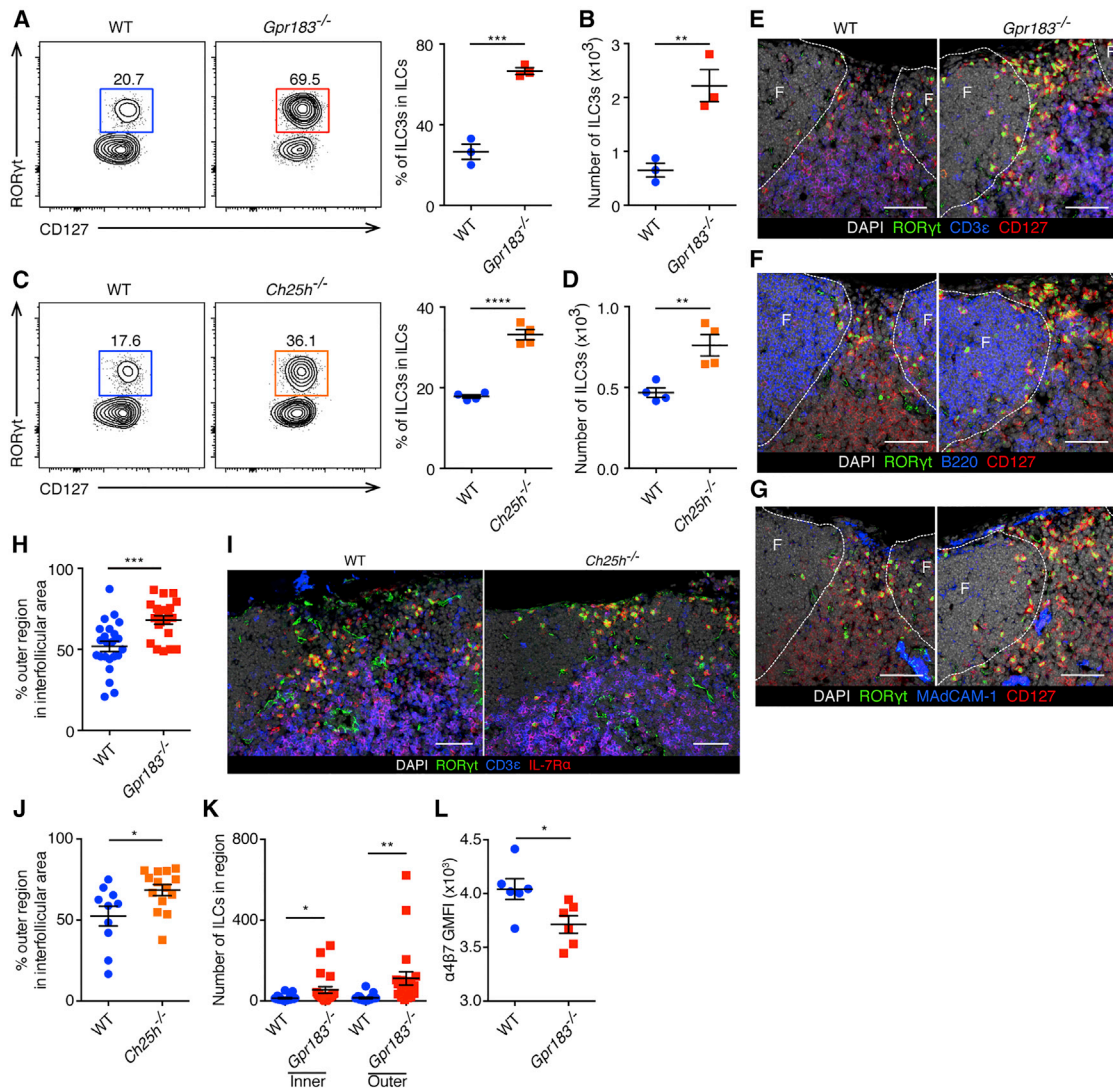 A
WT
Gpr183-/-
20.7
69.5
RORγt
CD127
% of ILC3s in ILCs
80
40
0
***
WT
Gpr183-/-
B
Number of ILC3s (x10³)
3
2
1
0
**
WT
Gpr183-/-
C
WT
Ch25h-/-
17.6
36.1
RORγt
CD127
% of ILC3s in ILCs
40
20
0
****
WT
Ch25h-/-
D
Number of ILC3s (x10³)
1.0
0.5
0.0
**
WT
Ch25h-/-
E
WT
Gpr183-/-
F
F
F
DAPI RORγt CD3ε CD127
F
F
F
F
DAPI RORγt B220 CD127
G
F
F
F
DAPI RORγt MAdCAM-1 CD127
H
% outer region
in interfollicular area
100
50
0
***
WT
Gpr183-/-
I
WT
Ch25h-/-
DAPI RORγt CD3ε IL-7Rα
J
% outer region
in interfollicular area
100
50
0
*
WT
Ch25h-/-
K
Number of ILCs in region
800
400
0
*
**
WT
Gpr183-/-
WT
Gpr183-/-
Inner
Outer
L
α4β7 GMFI (x10³)
4.5
4.0
3.5
3.0
*
WT
Gpr183-/-